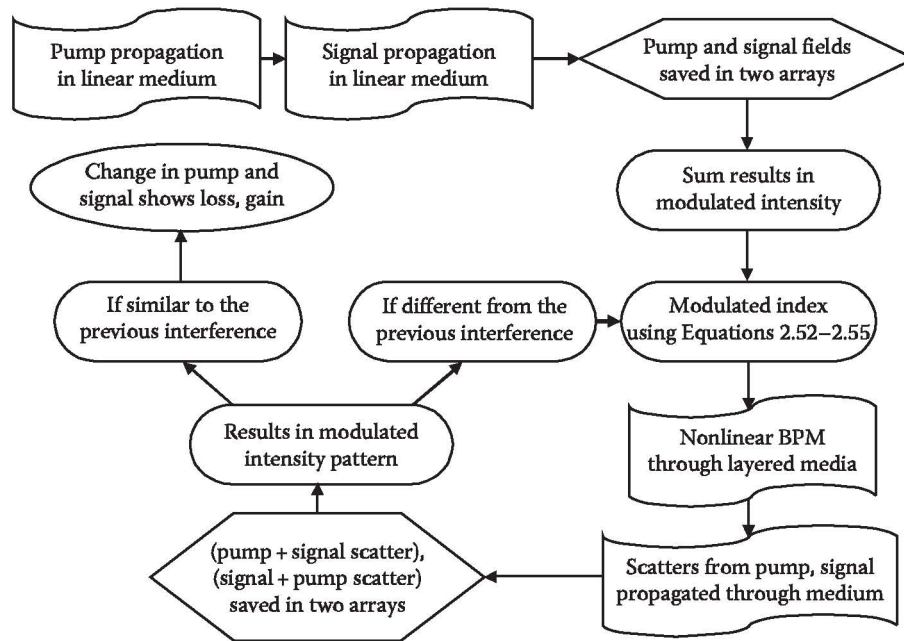 Pump propagation
in linear medium
Signal propagation
in linear medium
Pump and signal fields
saved in two arrays
Sum results in
modulated intensity
Modulated index
using Equations 2.52–2.55
Nonlinear BPM
through layered media
Scatters from pump, signal
propagated through medium
(pump + signal scatter),
(signal + pump scatter)
saved in two arrays
Results in modulated
intensity pattern
If different from the
previous interference
If similar to the
previous interference
Change in pump and
signal shows loss, gain